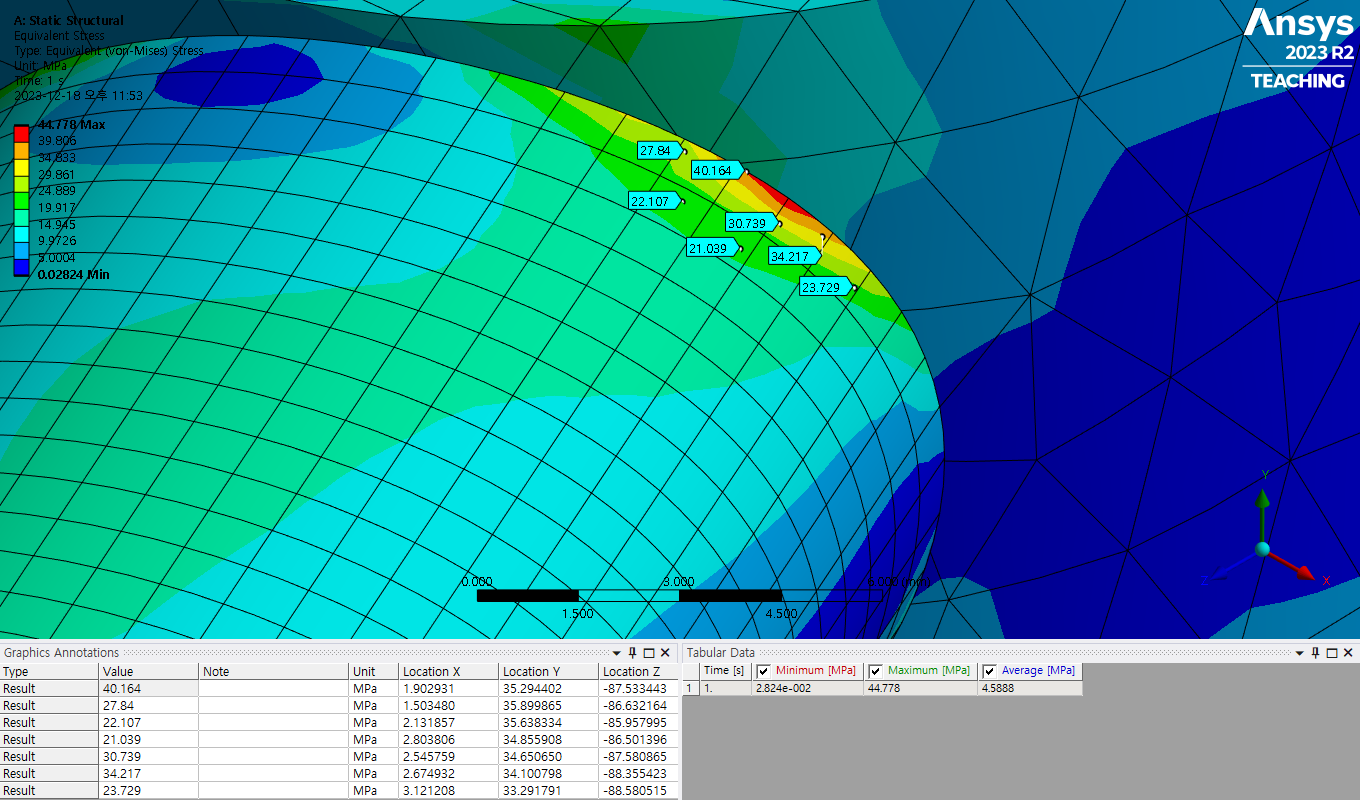 A: Static Structural
Equivalent Stress
Type: Equivalent (von-Mises) Stress
Unit: MPa
Time: 1 s
2023-12-18 오후 11:53
44.778 Max
39.806
34.833
29.861
24.889
19.917
14.945
9.9726
5.0004
0.02824 Min
Ansys
2023 R2
TEACHING
27.84
40.164
22.107
30.739
21.039
34.217
23.729
Y
Z
X
0.000
3.000
1.500
4.500
Graphics Annotations
Type Value Note Unit Location X Location Y Location Z
Result 40.164 MPa 1.902931 35.294402 -87.533443
Result 27.84 MPa 1.503480 35.899865 -86.632164
Result 22.107 MPa 2.131857 35.638334 -85.957995
Result 21.039 MPa 2.803806 34.855908 -86.501396
Result 30.739 MPa 2.545759 34.650650 -87.580865
Result 34.217 MPa 2.674932 34.100798 -88.355423
Result 23.729 MPa 3.121208 33.291791 -88.580515
Tabular Data
Time [s] Minimum [MPa] Maximum [MPa] Average [MPa]
1 1. 2.824e-002 44.778 4.5888